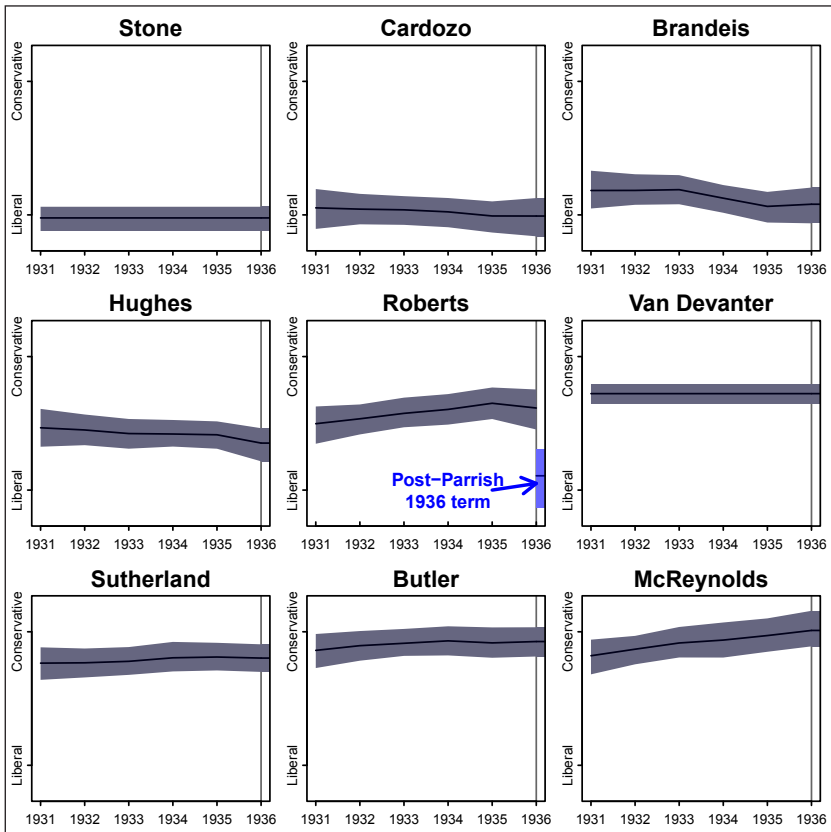 Stone
Cardozo
Brandeis
Conservative
Liberal
Conservative
Liberal
Conservative
Liberal
1931 1932 1933 1934 1935 1936
1931 1932 1933 1934 1935 1936
1931 1932 1933 1934 1935 1936
Hughes
Roberts
Van Devanter
Conservative
Liberal
Conservative
Liberal
Conservative
Liberal
Post−Parrish
1936 term
1931 1932 1933 1934 1935 1936
1931 1932 1933 1934 1935 1936
1931 1932 1933 1934 1935 1936
Sutherland
Butler
McReynolds
Conservative
Liberal
Conservative
Liberal
Conservative
Liberal
1931 1932 1933 1934 1935 1936
1931 1932 1933 1934 1935 1936
1931 1932 1933 1934 1935 1936